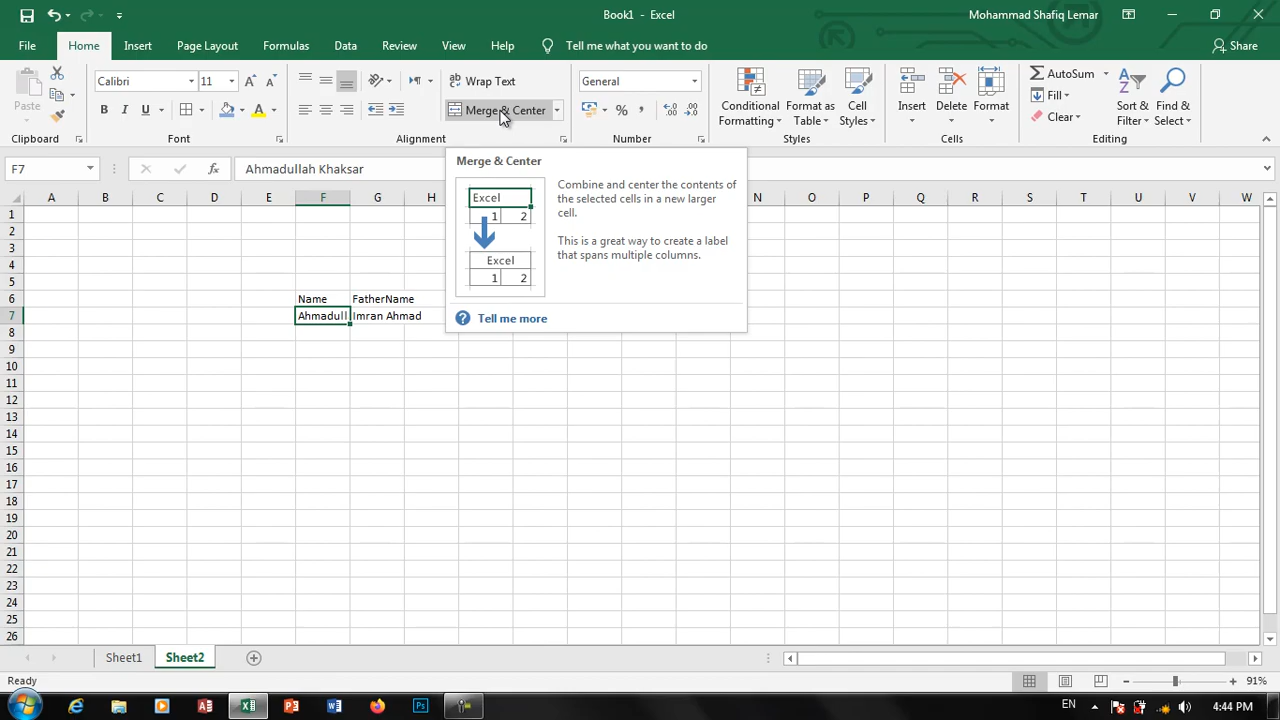 Book1 - Excel
Mohammad Shafiq Lemar
File Home Insert Page Layout Formulas Data Review View Help Tell me what you want to do Share
Paste
Calibri 11
B I U A
Wrap Text
Merge & Center
General
%
Conditional Formatting
Format as Table
Cell Styles
Insert
Delete
Format
AutoSum
Fill
Clear
Sort & Filter
Find & Select
Clipboard Font Alignment Number Styles Cells Editing
F7 fx Ahmadullah Khaksar
Merge & Center
Excel
1 2
Excel
1 2
Combine and center the contents of
the selected cells in a new larger
cell.
This is a great way to create a label
that spans multiple columns.
Tell me more
A B C D E F G H N O P Q R S T U V W
1
2
3
4
5
6 Name FatherName
7 Ahmadull Imran Ahmad
8
9
10
11
12
13
14
15
16
17
18
19
20
21
22
23
24
25
26
Sheet1 Sheet2
Ready 91%
EN 4:44 PM